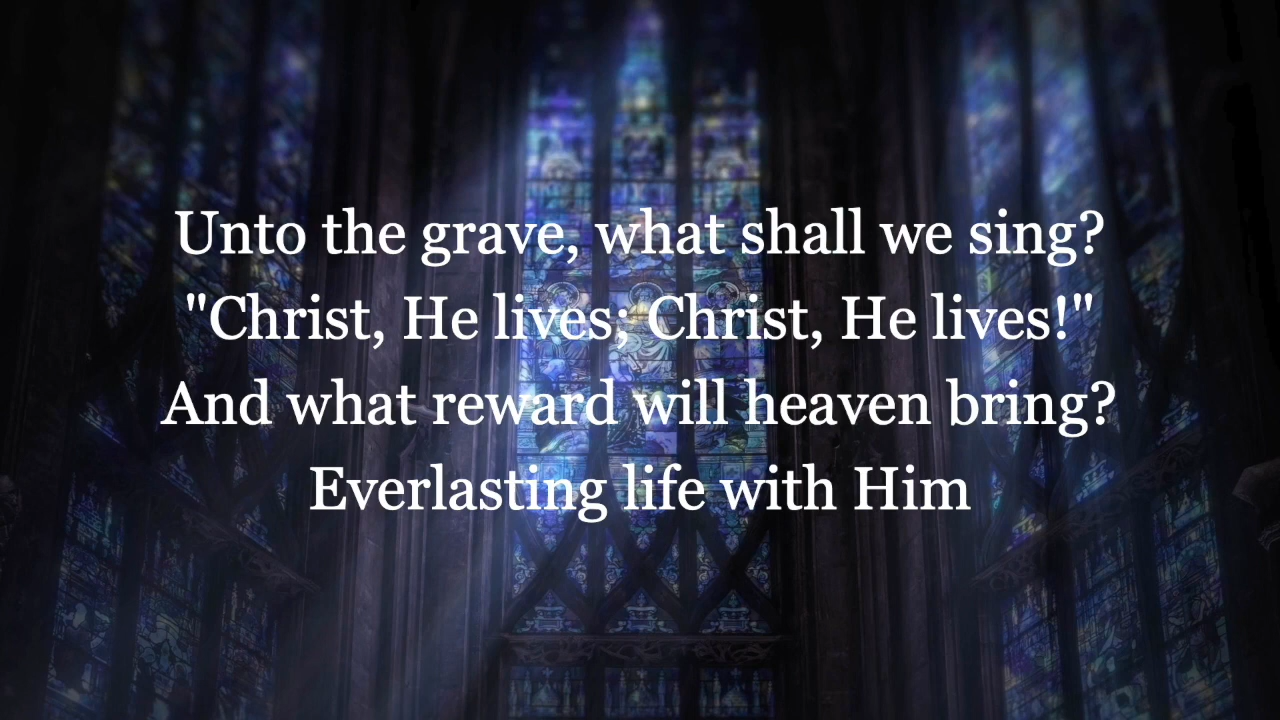 Unto the grave, what shall we sing?
"Christ, He lives; Christ, He lives!"
And what reward will heaven bring?
Everlasting life with Him